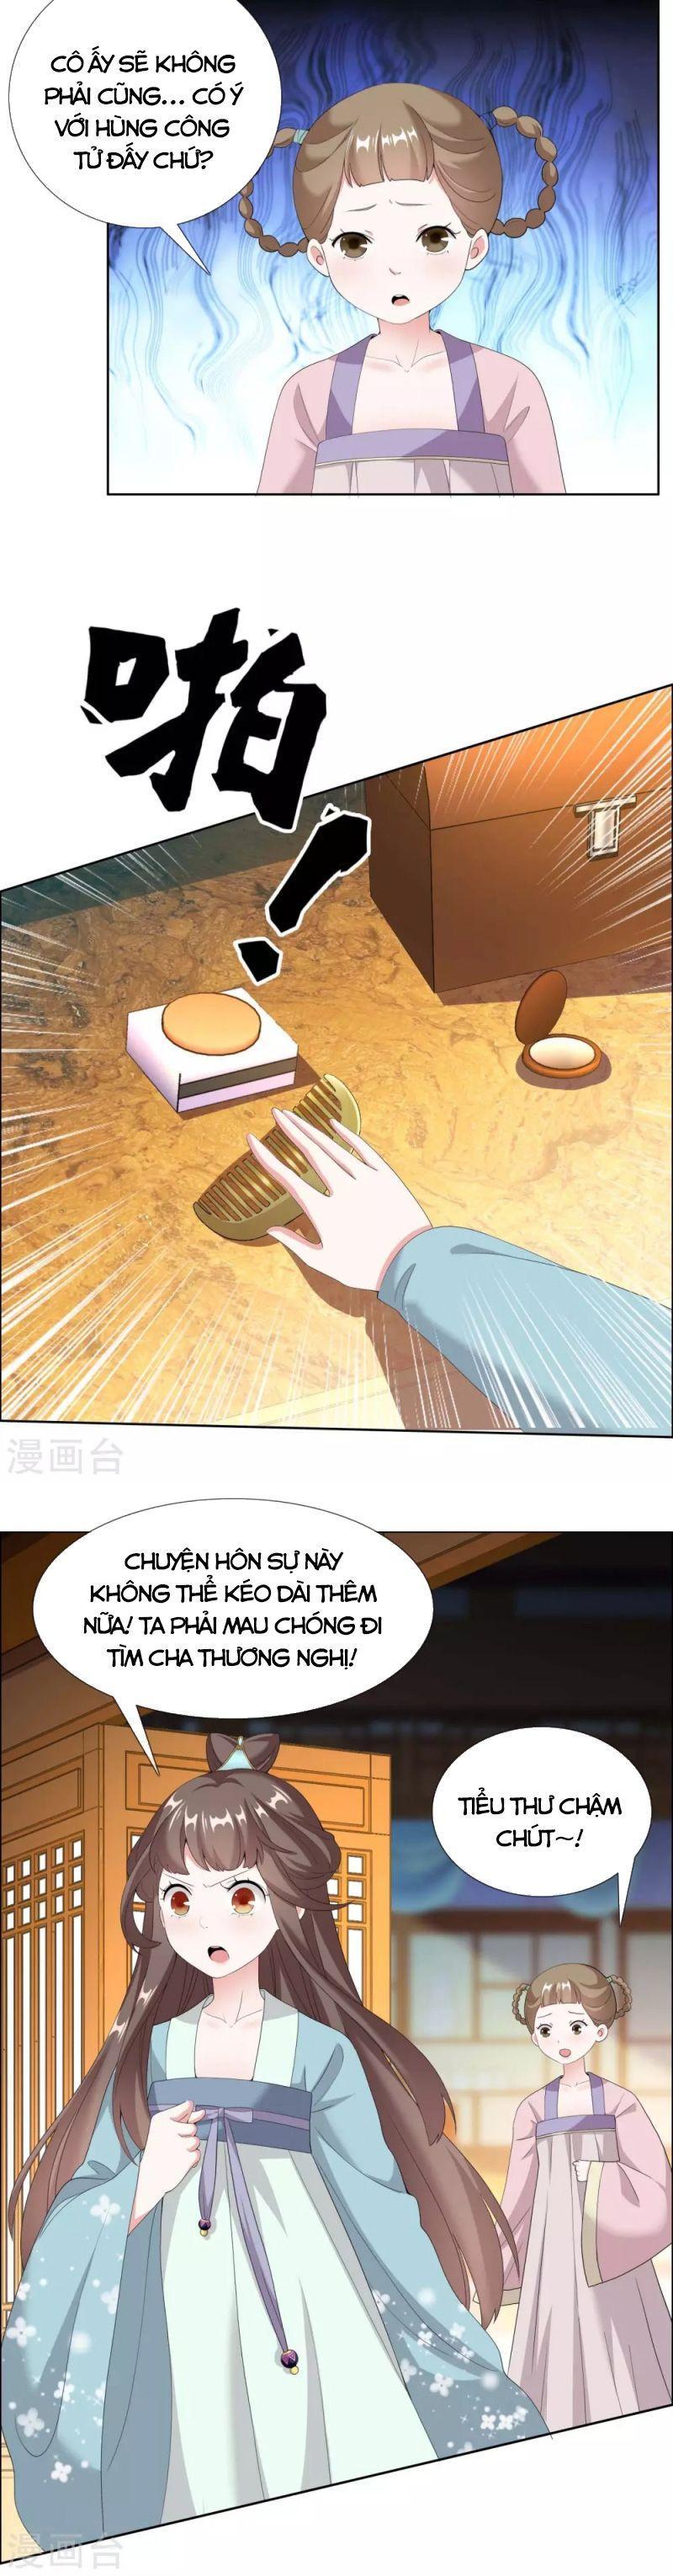 CÔ ẤY SẼ KHÔNG
PHẢI CŨNG... CÓ Ý
VỚI HÙNG CÔNG
TỬ ĐẤY CHỨ?
啪!
漫画台
CHUYỆN HÔN SỰ NÀY
KHÔNG THỂ KÉO DÀI THÊM
NỮA! TA PHẢI MAU CHÓNG ĐI
TÌM CHA THƯƠNG NGHỊ!
TIỂU THƯ CHẬM
CHÚT~!
漫画台